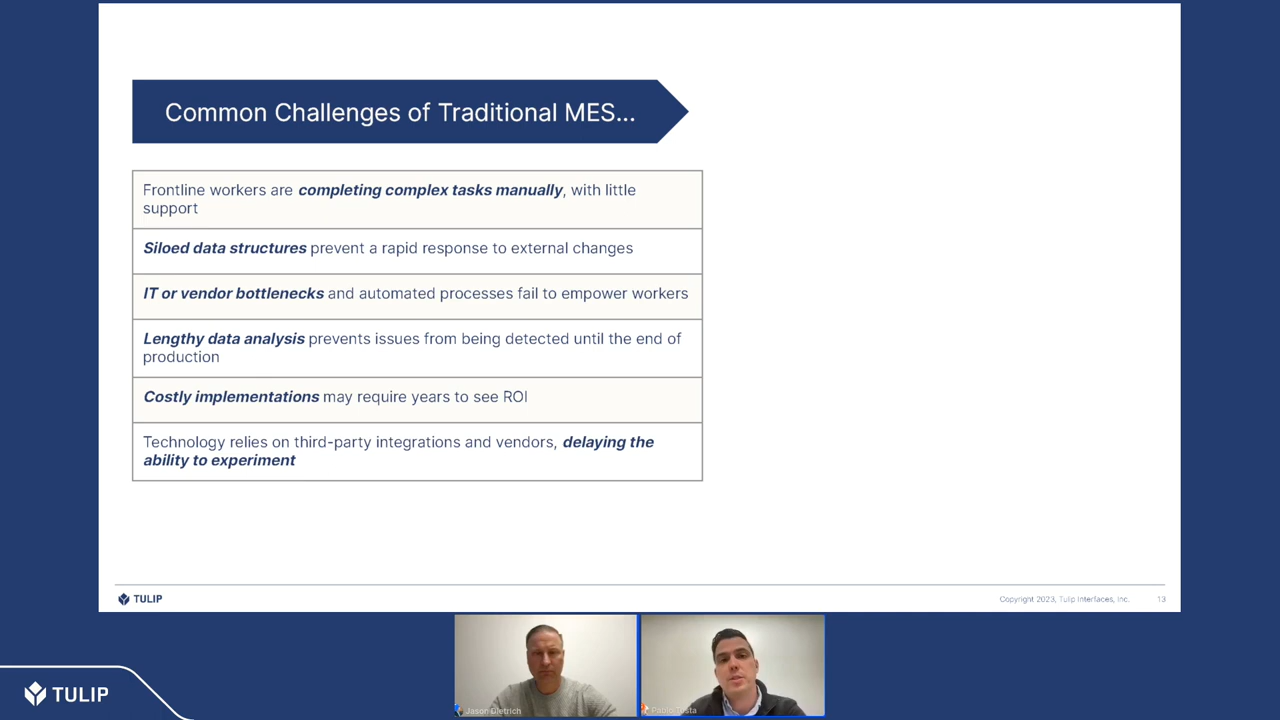 Common Challenges of Traditional MES...
Frontline workers are completing complex tasks manually, with little
support
Siloed data structures prevent a rapid response to external changes
IT or vendor bottlenecks and automated processes fail to empower workers
Lengthy data analysis prevents issues from being detected until the end of
production
Costly implementations may require years to see ROI
Technology relies on third-party integrations and vendors, delaying the
ability to experiment
TULIP
Copyright 2023, Tulip Interfaces, Inc.
13
Jason Dietrich
TULIP